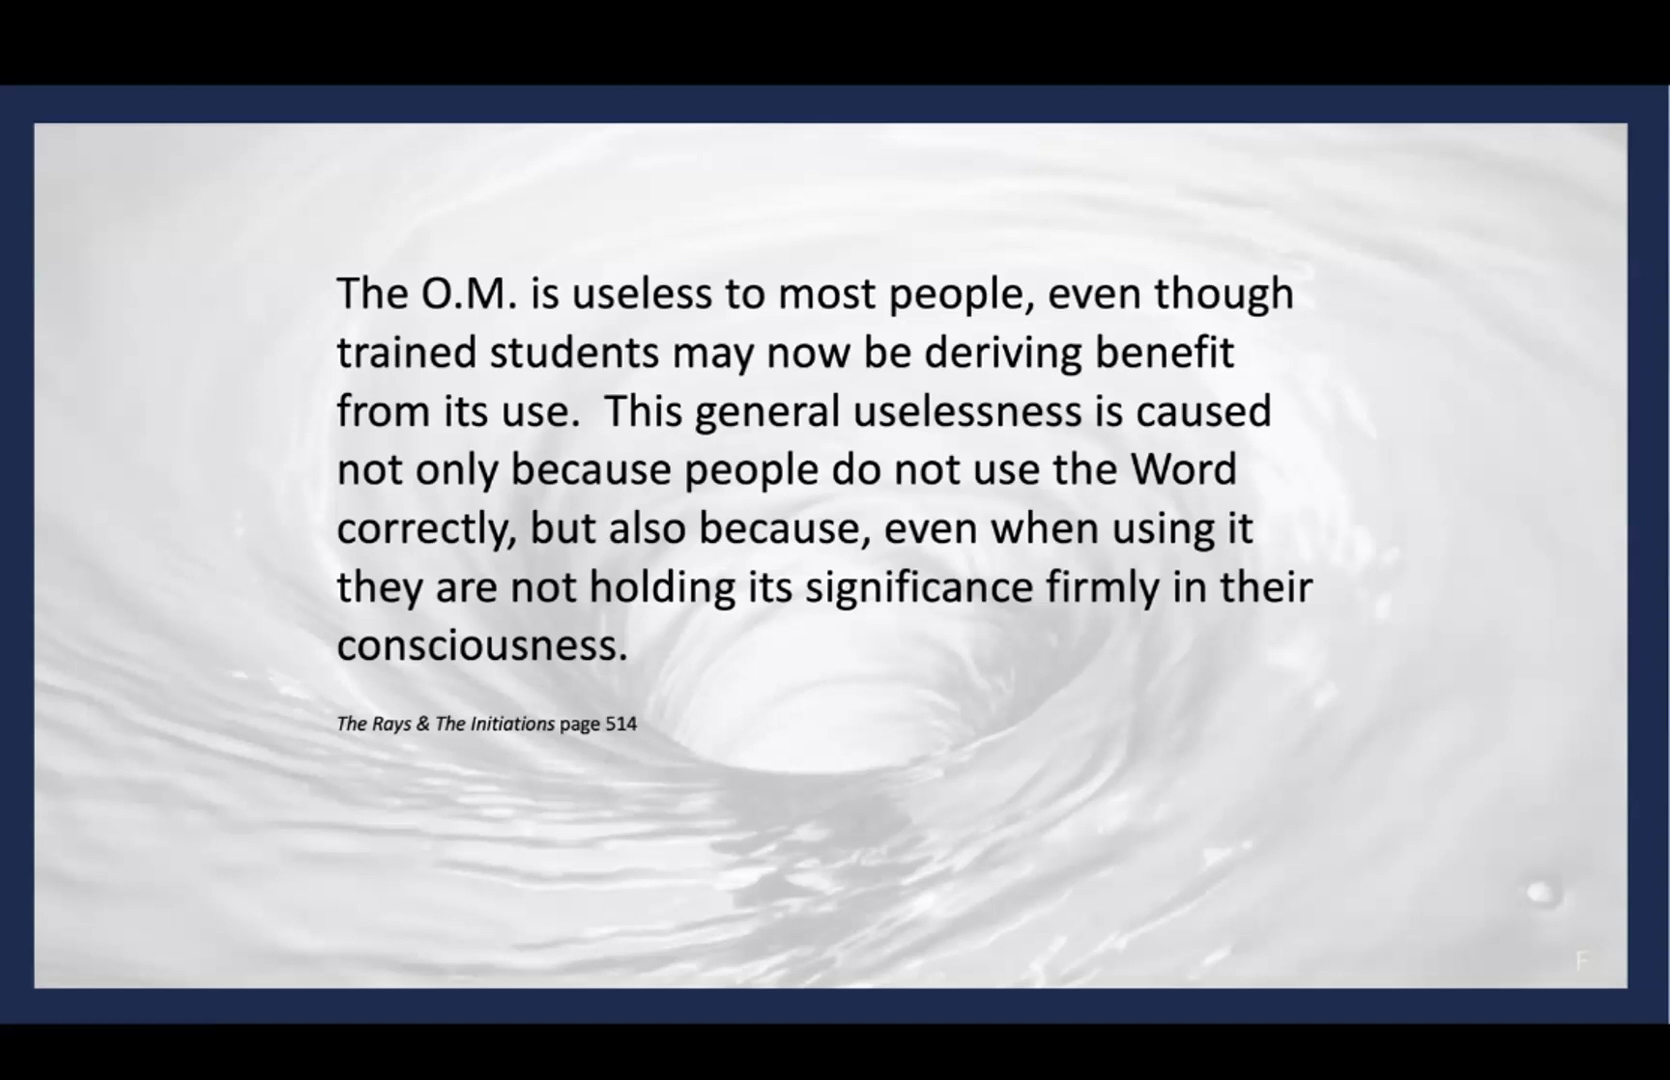 The O.M. is useless to most people, even though
trained students may now be deriving benefit
from its use.  This general uselessness is caused
not only because people do not use the Word
correctly, but also because, even when using it
they are not holding its significance firmly in their
consciousness.
The Rays & The Initiations page 514
F